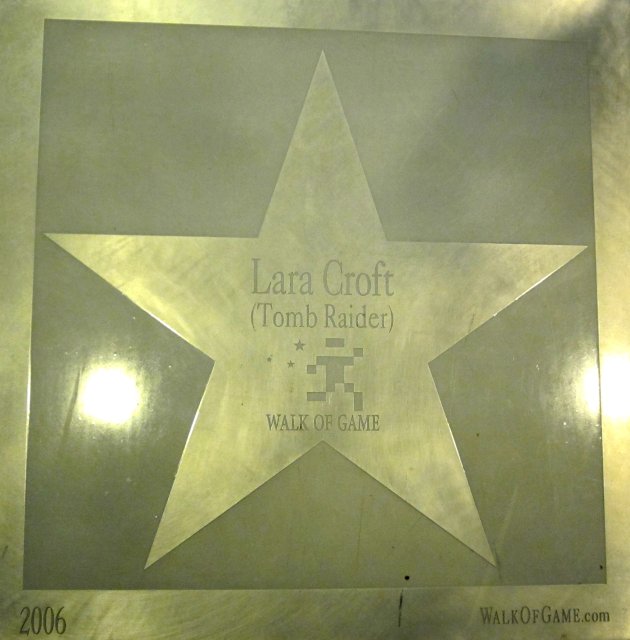 Lara Croft
(Tomb Raider)
WALK OF GAME
2006
WALKOFGAME.com